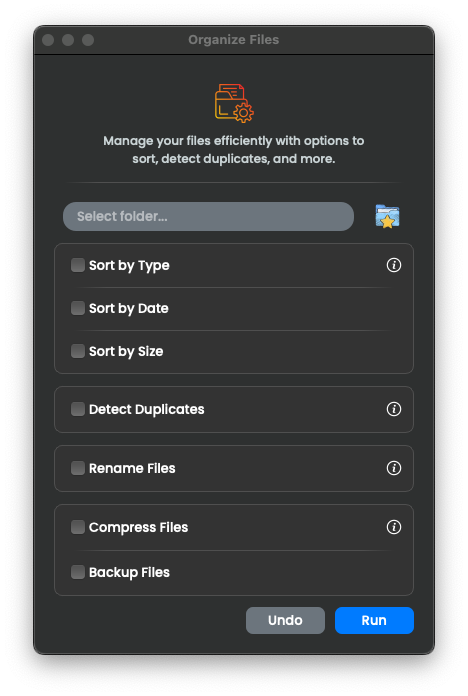 Organize Files
Manage your files efficiently with options to
sort, detect duplicates, and more.
Select folder...
Sort by Type
Sort by Date
Sort by Size
Detect Duplicates
Rename Files
Compress Files
Backup Files
Undo
Run